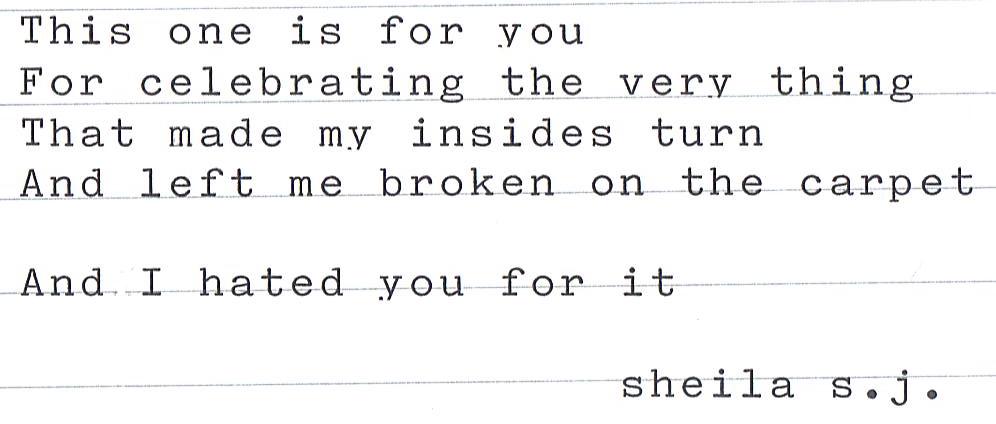 This one is for you
For celebrating the very thing
That made my insides turn
And left me broken on the carpet
And I hated you for it
sheila s.j.